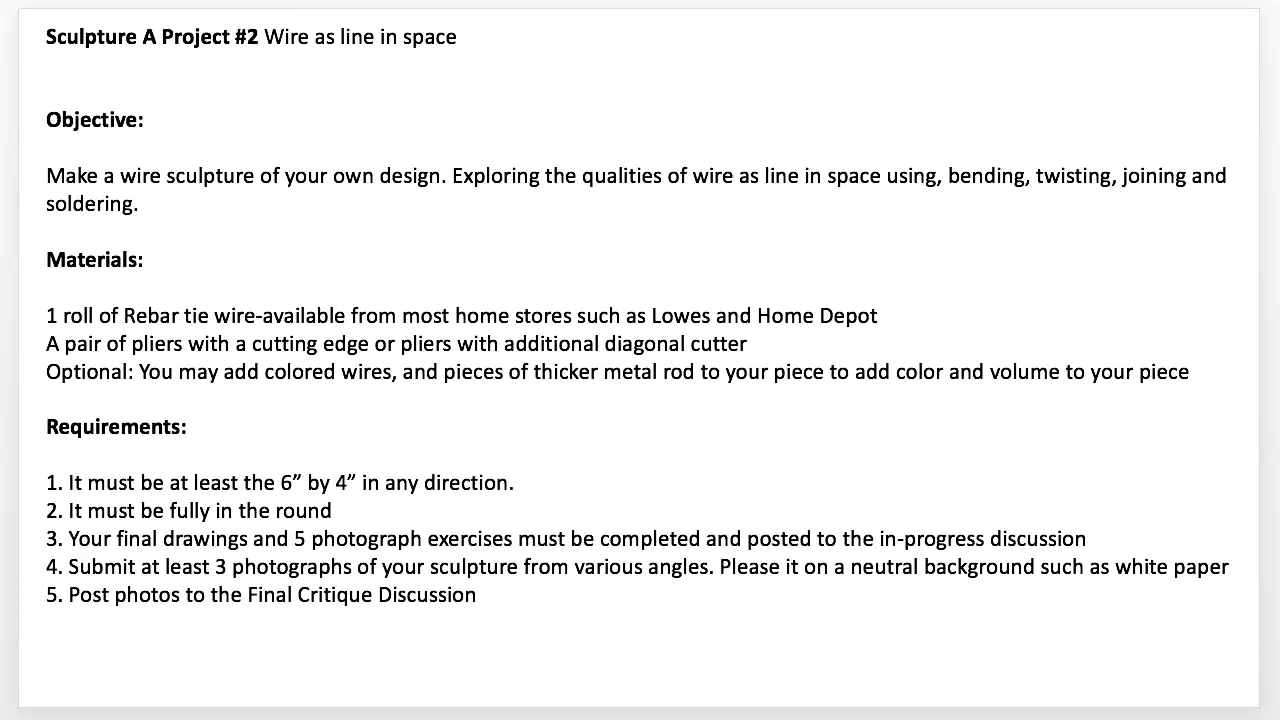 Sculpture A Project #2 Wire as line in space
Objective:
Make a wire sculpture of your own design. Exploring the qualities of wire as line in space using, bending, twisting, joining and
soldering.
Materials:
1 roll of Rebar tie wire-available from most home stores such as Lowes and Home Depot
A pair of pliers with a cutting edge or pliers with additional diagonal cutter
Optional: You may add colored wires, and pieces of thicker metal rod to your piece to add color and volume to your piece
Requirements:
1. It must be at least the 6” by 4” in any direction.
2. It must be fully in the round
3. Your final drawings and 5 photograph exercises must be completed and posted to the in-progress discussion
4. Submit at least 3 photographs of your sculpture from various angles. Please it on a neutral background such as white paper
5. Post photos to the Final Critique Discussion